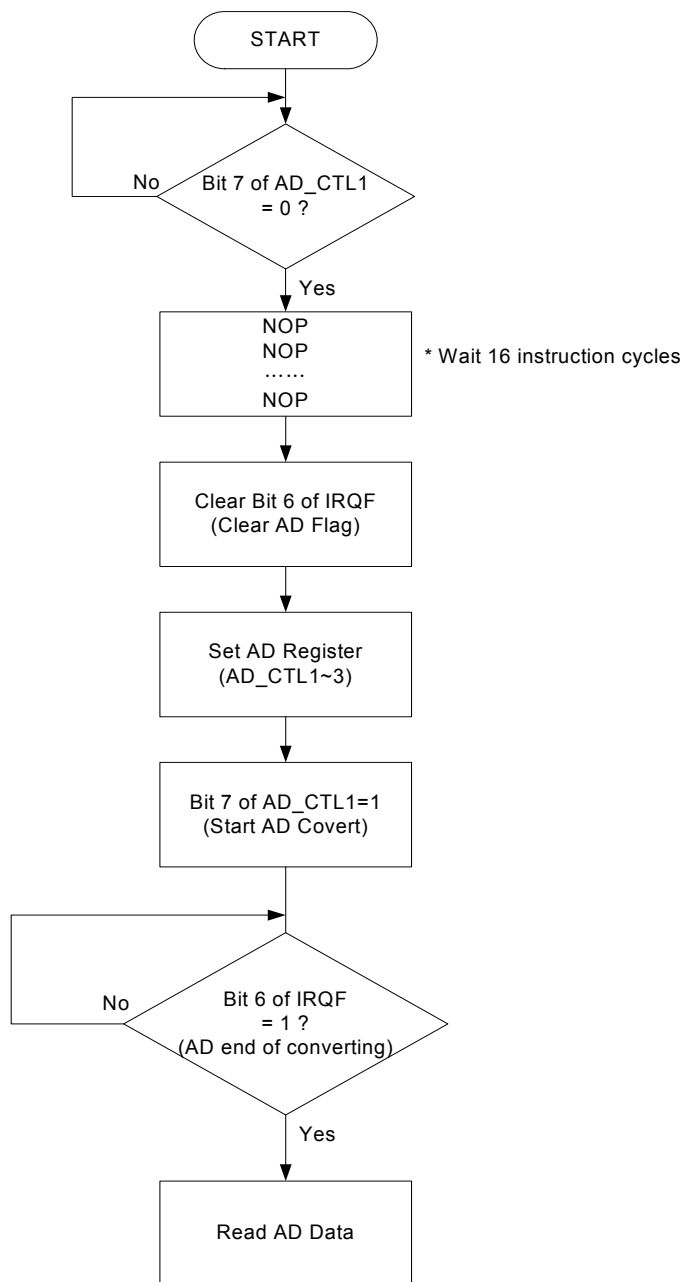 START
Bit 7 of AD_CTL1
= 0 ?
No
Yes
NOP
NOP
......
NOP
* Wait 16 instruction cycles
Clear Bit 6 of IRQF
(Clear AD Flag)
Set AD Register
(AD_CTL1~3)
Bit 7 of AD_CTL1=1
(Start AD Covert)
Bit 6 of IRQF
= 1 ?
(AD end of converting)
No
Yes
Read AD Data